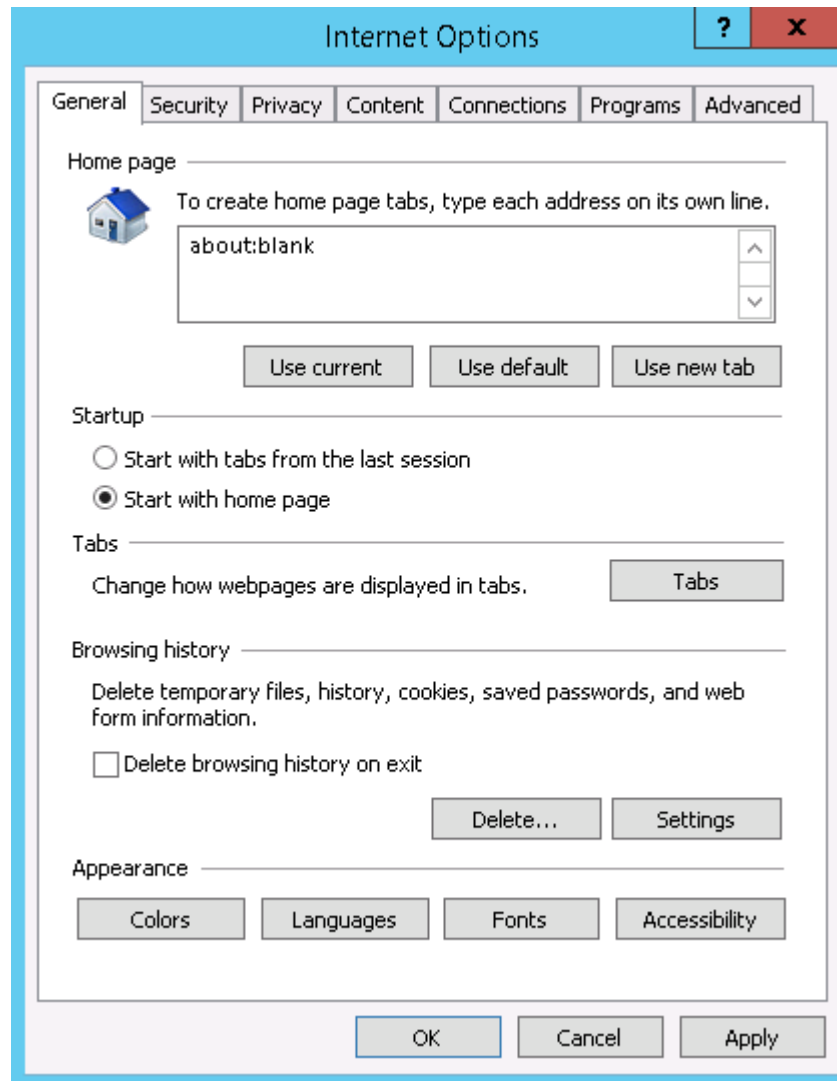 Internet Options
?
x
General Security Privacy Content Connections Programs Advanced
Home page
To create home page tabs, type each address on its own line.
about:blank
Use current Use default Use new tab
Startup
Start with tabs from the last session
Start with home page
Tabs
Change how webpages are displayed in tabs.
Tabs
Browsing history
Delete temporary files, history, cookies, saved passwords, and web
form information.
Delete browsing history on exit
Delete... Settings
Appearance
Colors Languages Fonts Accessibility
OK Cancel Apply